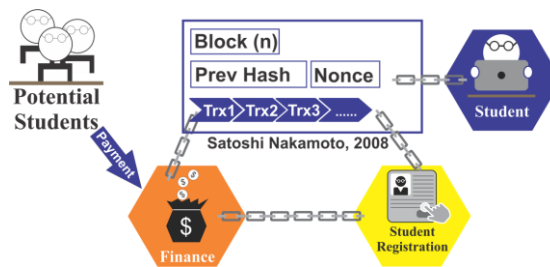 Block (n)
Prev Hash
Nonce
Trx1
Trx2
Trx3
......
Satoshi Nakamoto, 2008
Potential
Students
Payment
$
$
$
$
Finance
Student
Registration
Student